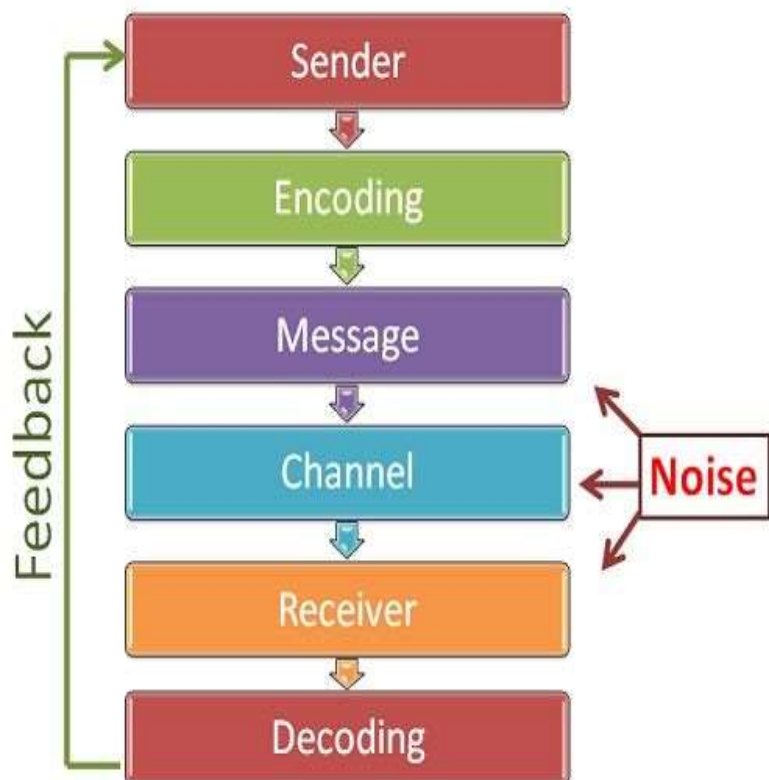 Sender
Encoding
Message
Channel
Receiver
Decoding
Feedback
Noise